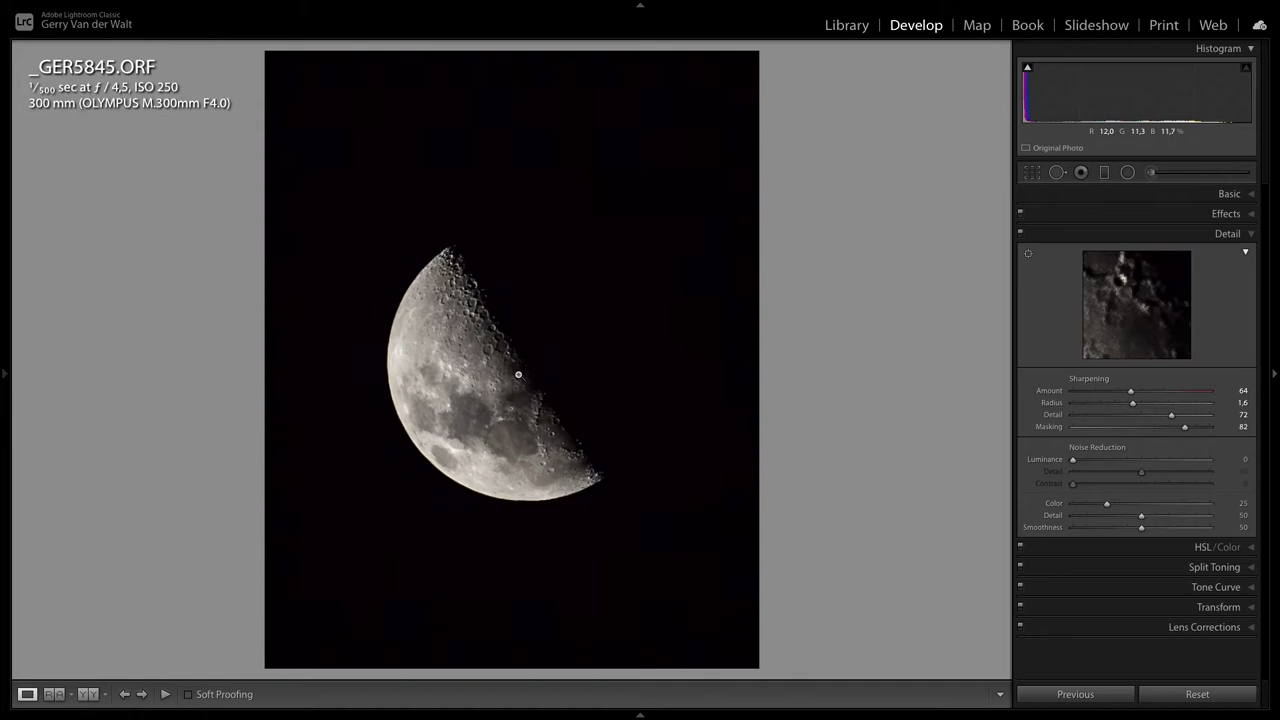 Lrc
Adobe Lightroom Classic
Gerry Van der Walt
Library | Develop | Map | Book | Slideshow | Print | Web
_GER5845.ORF
1/500 sec at ƒ / 4,5, ISO 250
300 mm (OLYMPUS M.300mm F4.0)
Histogram
R 12,0 G 11,3 B 11,7 %
Original Photo
Basic
Effects
Detail
Sharpening
Amount 64
Radius 1,6
Detail 72
Masking 82
Noise Reduction
Luminance 0
Detail 50
Contrast 0
Color 25
Detail 50
Smoothness 50
HSL / Color
Split Toning
Tone Curve
Transform
Lens Corrections
R A Y Y Soft Proofing
Previous Reset